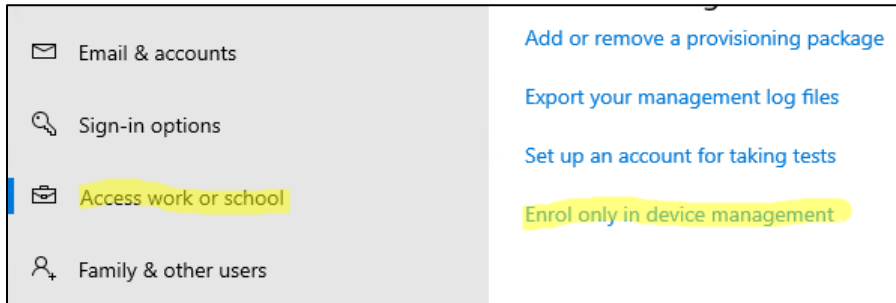 Email & accounts
Sign-in options
Access work or school
Family & other users
Add or remove a provisioning package
Export your management log files
Set up an account for taking tests
Enrol only in device management